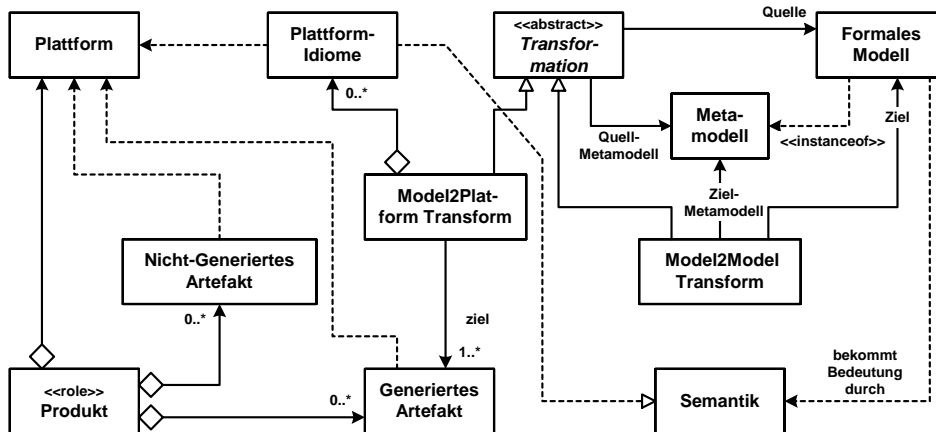 Plattform
Plattform-
Idiome
<<abstract>>
Transfor-
mation
Quelle
Formales
Modell
0..*
Meta-
modell
Ziel
Quell-
Metamodell
<<instanceof>>
Model2Plat-
form Transform
Ziel-
Metamodell
Nicht-Generiertes
Artefakt
Model2Model
Transform
0..*
ziel
1..*
bekommt
Bedeutung
durch
<<role>>
Produkt
0..*
Generiertes
Artefakt
Semantik